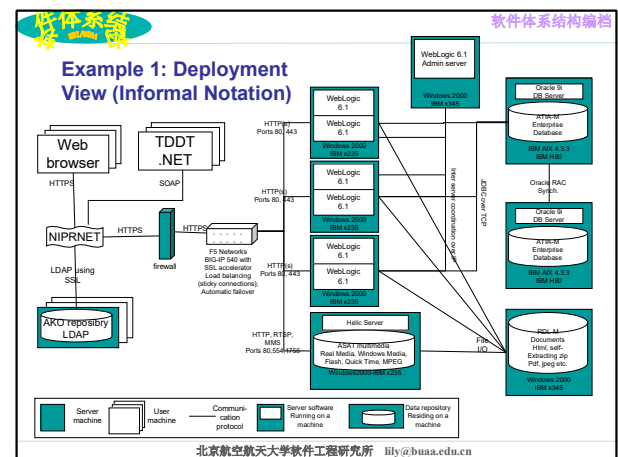 软件体系结构编档
Example 1: Deployment
View (Informal Notation)
WebLogic 6.1
Admin server
Windows 2000
IBM x345
Web
browser
TDDT
.NET
HTTPS
SOAP
NIPRNET
HTTPS
firewall
HTTPS
F5 Networks
BIG-IP 540 with
SSL accelerator
Load balancing
(sticky connections);
Automatic failover
LDAP using
SSL
AKO repository
LDAP
HTTP(s)
Ports 80, 443
WebLogic
6.1
WebLogic
6.1
Windows 2000
IBM x235
HTTP(s)
Ports 80, 443
WebLogic
6.1
WebLogic
6.1
Windows 2000
IBM x235
HTTP(s)
Ports 80, 443
WebLogic
6.1
WebLogic
6.1
Windows 2000
IBM x235
HTTP, RTSP,
MMS
Ports 80,554,1755
Helic Server
ASAT multimedia
Real Media, Windows Media,
Flash, Quick Time, MPEG
Windows2000-IBM x235
Inter server coordination over IP
JDBC over TCP
Oracle 9i
DB Server
ATIA-M
Enterprise
Database
IBM AIX 4.3.3
IBM H80
Oracle RAC
Synch.
Oracle 9i
DB Server
ATIA-M
Enterprise
Database
IBM AIX 4.3.3
IBM H80
File
I/O
RDL-M
Documents
Html, self-
Extracting zip
Pdf, jpeg etc.
Windows 2000
IBM x345
Server
machine
User
machine
Communi-
cation
protocol
Server software
Running on a
machine
Data repository
Residing on a
machine
北京航空航天大学软件工程研究所 lily@buaa.edu.cn